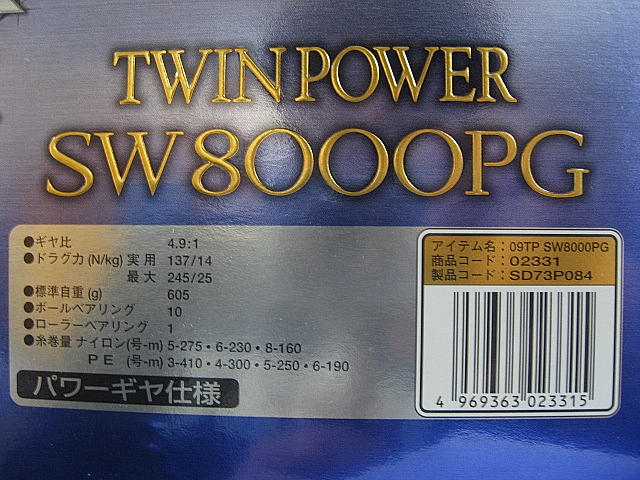 TWIN POWER
SW8000PG
●ギヤ比 4.9:1
●ドラグ力(N/kg) 実用 137/14
最大 245/25
●標準自重(g) 605
●ボールベアリング 10
●ローラーベアリング 1
●糸巻量 ナイロン(号-m) 5-275・6-230・8-160
PE (号-m) 3-410・4-300・5-250・6-190
パワーギヤ仕様
アイテム名：09TP SW8000PG
商品コード：02331
製品コード：SD73P084
4 969363 023315